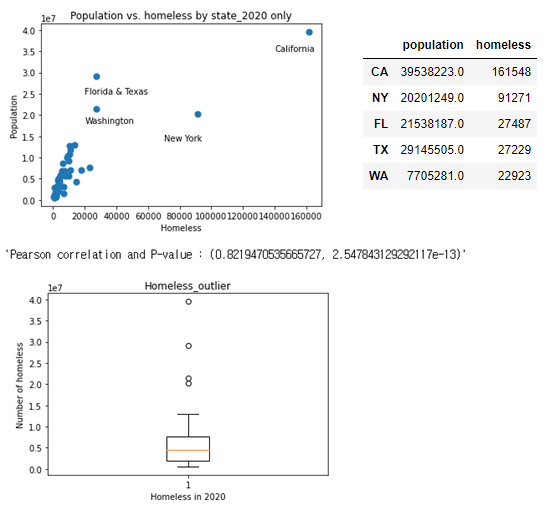 Population vs. homeless by state_2020 only
1e7
4.0
3.5
3.0
2.5
2.0
1.5
1.0
0.5
0.0
Population
California
Florida & Texas
Washington
New York
0 20000 40000 60000 80000 100000 120000 140000 160000
Homeless
population homeless
CA 39538223.0 161548
NY 20201249.0 91271
FL 21538187.0 27487
TX 29145505.0 27229
WA 7705281.0 22923
'Pearson correlation and P-value : (0.8219470535665727, 2.547843129292117e-13)'
Homeless_outlier
1e7
4.0
3.5
3.0
2.5
2.0
1.5
1.0
0.5
0.0
Number of homeless
1
Homeless in 2020